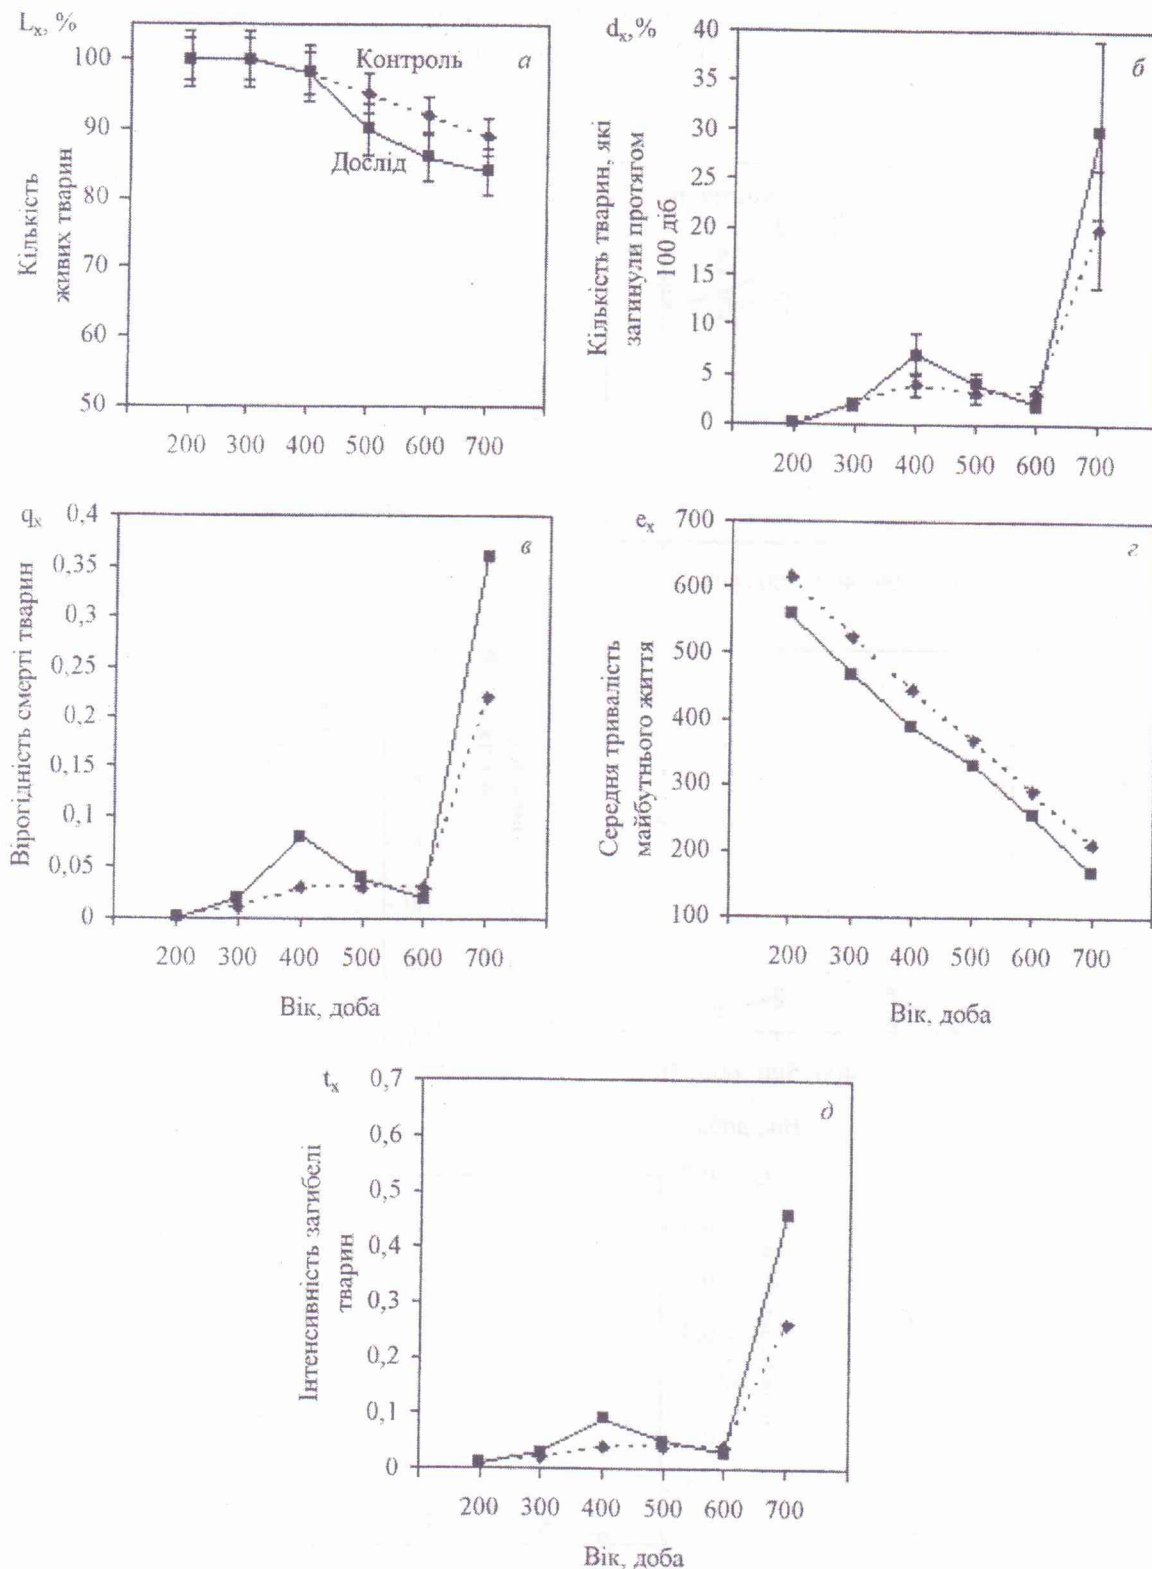 Lx, %
а
100
90
80
70
60
50
Контроль
Дослід
Кількість
живих тварин
200 300 400 500 600 700
dx,%
б
40
35
30
25
20
15
10
5
0
Кількість тварин, які
загинули протягом
100 діб
200 300 400 500 600 700
qx
в
0,4
0,35
0,3
0,25
0,2
0,15
0,1
0,05
0
Вірогідність смерті тварин
200 300 400 500 600 700
Вік, доба
ex
г
700
600
500
400
300
200
100
Середня тривалість
майбутнього життя
200 300 400 500 600 700
Вік, доба
tx
д
0,7
0,6
0,5
0,4
0,3
0,2
0,1
0
Інтенсивність загибелі
тварин
200 300 400 500 600 700
Вік, доба